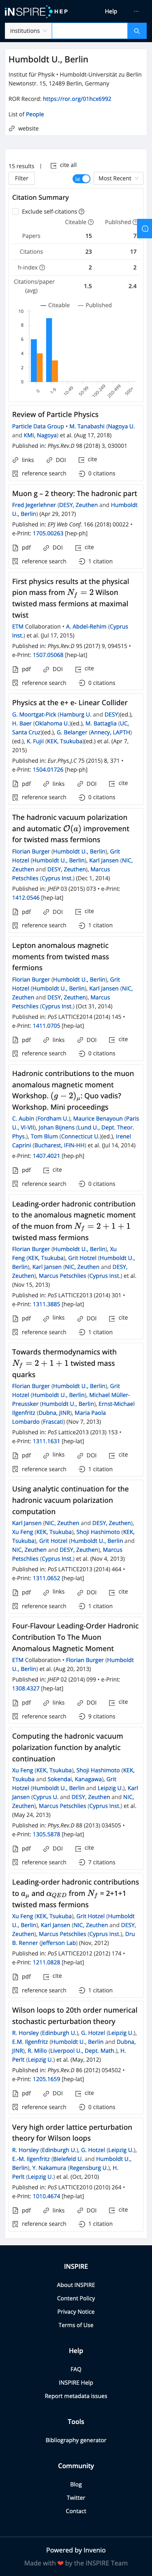 iNSPIRE HEP
Help
Institutions
Humboldt U., Berlin
Institut für Physik • Humboldt-Universität zu Berlin
Newtonstr. 15, 12489 Berlin, Germany
ROR Record: https://ror.org/01hcx6992
List of People
website
15 results
cite all
Filter
Most Recent
Citation Summary
Exclude self-citations
Citeable
Published
Papers 15
Citations 23 17
h-index 2 2
Citations/paper (avg) 1.5 2.4
Citeable Published
10
8
6
4
2
0
0
1-9
10-49
50-99
100-249
250-499
500+
Review of Particle Physics
Particle Data Group • M. Tanabashi (Nagoya U. and KMI, Nagoya) et al. (Aug 17, 2018)
Published in: Phys.Rev.D 98 (2018) 3, 030001
links DOI cite
reference search 0 citations
Muon g – 2 theory: The hadronic part
Fred Jegerlehner (DESY, Zeuthen and Humboldt U., Berlin) (Apr 29, 2017)
Published in: EPJ Web Conf. 166 (2018) 00022 •
e-Print: 1705.00263 [hep-ph]
pdf DOI cite
reference search 1 citation
First physics results at the physical
pion mass from N_f = 2 Wilson
twisted mass fermions at maximal
twist
ETM Collaboration • A. Abdel-Rehim (Cyprus Inst.) et al. (Jul 17, 2015)
Published in: Phys.Rev.D 95 (2017) 9, 094515 •
e-Print: 1507.05068 [hep-lat]
pdf DOI cite
reference search 0 citations
Physics at the e+ e- Linear Collider
G. Moortgat-Pick (Hamburg U. and DESY)(ed.),
H. Baer (Oklahoma U.)(ed.), M. Battaglia (UC, Santa Cruz)(ed.), G. Belanger (Annecy, LAPTH)
(ed.), K. Fujii (KEK, Tsukuba)(ed.) et al. (Apr 7, 2015)
Published in: Eur.Phys.J.C 75 (2015) 8, 371 •
e-Print: 1504.01726 [hep-ph]
pdf links DOI cite
reference search 0 citations
The hadronic vacuum polarization
and automatic O(a) improvement
for twisted mass fermions
Florian Burger (Humboldt U., Berlin), Grit Hotzel (Humboldt U., Berlin), Karl Jansen (NIC, Zeuthen and DESY, Zeuthen), Marcus Petschlies (Cyprus Inst.) (Dec 1, 2014)
Published in: JHEP 03 (2015) 073 • e-Print:
1412.0546 [hep-lat]
pdf DOI cite
reference search 1 citation
Lepton anomalous magnetic
moments from twisted mass
fermions
Florian Burger (Humboldt U., Berlin), Grit Hotzel (Humboldt U., Berlin), Karl Jansen (NIC, Zeuthen and DESY, Zeuthen), Marcus Petschlies (Cyprus Inst.) (Dec 1, 2014)
Published in: PoS LATTICE2014 (2014) 145 •
e-Print: 1411.0705 [hep-lat]
pdf links DOI cite
reference search 0 citations
Hadronic contributions to the muon
anomalous magnetic moment
Workshop. (g − 2)μ: Quo vadis?
Workshop. Mini proceedings
C. Aubin (Fordham U.), Maurice Benayoun (Paris U., VI-VII), Johan Bijnens (Lund U., Dept. Theor. Phys.), Tom Blum (Connecticut U.), Irenel Caprini (Bucharest, IFIN-HH) et al. (Jul 14, 2014)
e-Print: 1407.4021 [hep-ph]
pdf cite
reference search 0 citations
Leading-order hadronic contributions
to the anomalous magnetic moment
of the muon from N_f = 2 + 1 + 1
twisted mass fermions
Florian Burger (Humboldt U., Berlin), Xu Feng (KEK, Tsukuba), Grit Hotzel (Humboldt U., Berlin), Karl Jansen (NIC, Zeuthen and DESY, Zeuthen), Marcus Petschlies (Cyprus Inst.) et al. (Nov 15, 2013)
Published in: PoS LATTICE2013 (2014) 301 •
e-Print: 1311.3885 [hep-lat]
pdf links DOI cite
reference search 1 citation
Towards thermodynamics with
N_f = 2 + 1 + 1 twisted mass
quarks
Florian Burger (Humboldt U., Berlin), Grit Hotzel (Humboldt U., Berlin), Michael Müller-Preussker (Humboldt U., Berlin), Ernst-Michael Ilgenfritz (Dubna, JINR), Maria Paola Lombardo (Frascati) (Nov 7, 2013)
Published in: PoS Lattice2013 (2013) 153 •
e-Print: 1311.1631 [hep-lat]
pdf links DOI cite
reference search 1 citation
Using analytic continuation for the
hadronic vacuum polarization
computation
Karl Jansen (NIC, Zeuthen and DESY, Zeuthen), Xu Feng (KEK, Tsukuba), Shoji Hashimoto (KEK, Tsukuba), Grit Hotzel (Humboldt U., Berlin and NIC, Zeuthen and DESY, Zeuthen), Marcus Petschlies (Cyprus Inst.) et al. (Nov 4, 2013)
Published in: PoS LATTICE2013 (2014) 464 •
e-Print: 1311.0652 [hep-lat]
pdf links DOI cite
reference search 1 citation
Four-Flavour Leading-Order Hadronic
Contribution To The Muon
Anomalous Magnetic Moment
ETM Collaboration • Florian Burger (Humboldt U., Berlin) et al. (Aug 20, 2013)
Published in: JHEP 02 (2014) 099 • e-Print:
1308.4327 [hep-lat]
pdf links DOI cite
reference search 9 citations
Computing the hadronic vacuum
polarization function by analytic
continuation
Xu Feng (KEK, Tsukuba), Shoji Hashimoto (KEK, Tsukuba and Sokendai, Kanagawa), Grit Hotzel (Humboldt U., Berlin and Leipzig U.), Karl Jansen (Cyprus U. and DESY, Zeuthen and NIC, Zeuthen), Marcus Petschlies (Cyprus Inst.) et al. (May 24, 2013)
Published in: Phys.Rev.D 88 (2013) 034505 •
e-Print: 1305.5878 [hep-lat]
pdf DOI cite
reference search 7 citations
Leading-order hadronic contributions
to aμ and αQED from N_f = 2+1+1
twisted mass fermions
Xu Feng (KEK, Tsukuba), Grit Hotzel (Humboldt U., Berlin), Karl Jansen (NIC, Zeuthen and DESY, Zeuthen), Marcus Petschlies (Cyprus Inst.), Dru B. Renner (Jefferson Lab) (Nov, 2012)
Published in: PoS LATTICE2012 (2012) 174 •
e-Print: 1211.0828 [hep-lat]
pdf cite
reference search 1 citation
Wilson loops to 20th order numerical
stochastic perturbation theory
R. Horsley (Edinburgh U.), G. Hotzel (Leipzig U.), E.M. Ilgenfritz (Humboldt U., Berlin and Dubna, JINR), R. Millo (Liverpool U., Dept. Math.), H. Perlt (Leipzig U.) et al. (May, 2012)
Published in: Phys.Rev.D 86 (2012) 054502 •
e-Print: 1205.1659 [hep-lat]
pdf DOI cite
reference search 0 citations
Very high order lattice perturbation
theory for Wilson loops
R. Horsley (Edinburgh U.), G. Hotzel (Leipzig U.), E.-M. Ilgenfritz (Bielefeld U. and Humboldt U., Berlin), Y. Nakamura (Regensburg U.), H. Perlt (Leipzig U.) et al. (Oct, 2010)
Published in: PoS LATTICE2010 (2010) 264 •
e-Print: 1010.4674 [hep-lat]
pdf links DOI cite
reference search 1 citation
INSPIRE
About INSPIRE
Content Policy
Privacy Notice
Terms of Use
Help
FAQ
INSPIRE Help
Report metadata issues
Tools
Bibliography generator
Community
Blog
Twitter
Contact
Powered by Invenio
Made with ❤ by the INSPIRE Team